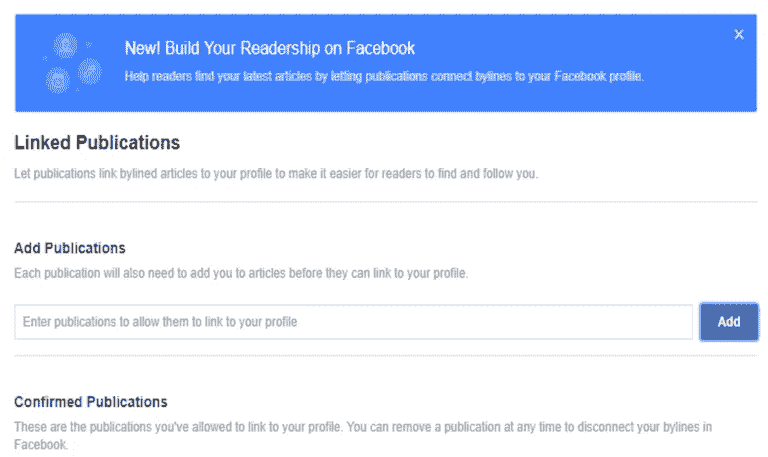 New! Build Your Readership on Facebook
Help readers find your latest articles by letting publications connect bylines to your Facebook profile.
Linked Publications
Let publications link bylined articles to your profile to make it easier for readers to find and follow you.
Add Publications
Each publication will also need to add you to articles before they can link to your profile.
Enter publications to allow them to link to your profile
Add
Confirmed Publications
These are the publications you've allowed to link to your profile. You can remove a publication at any time to disconnect your bylines in
Facebook.